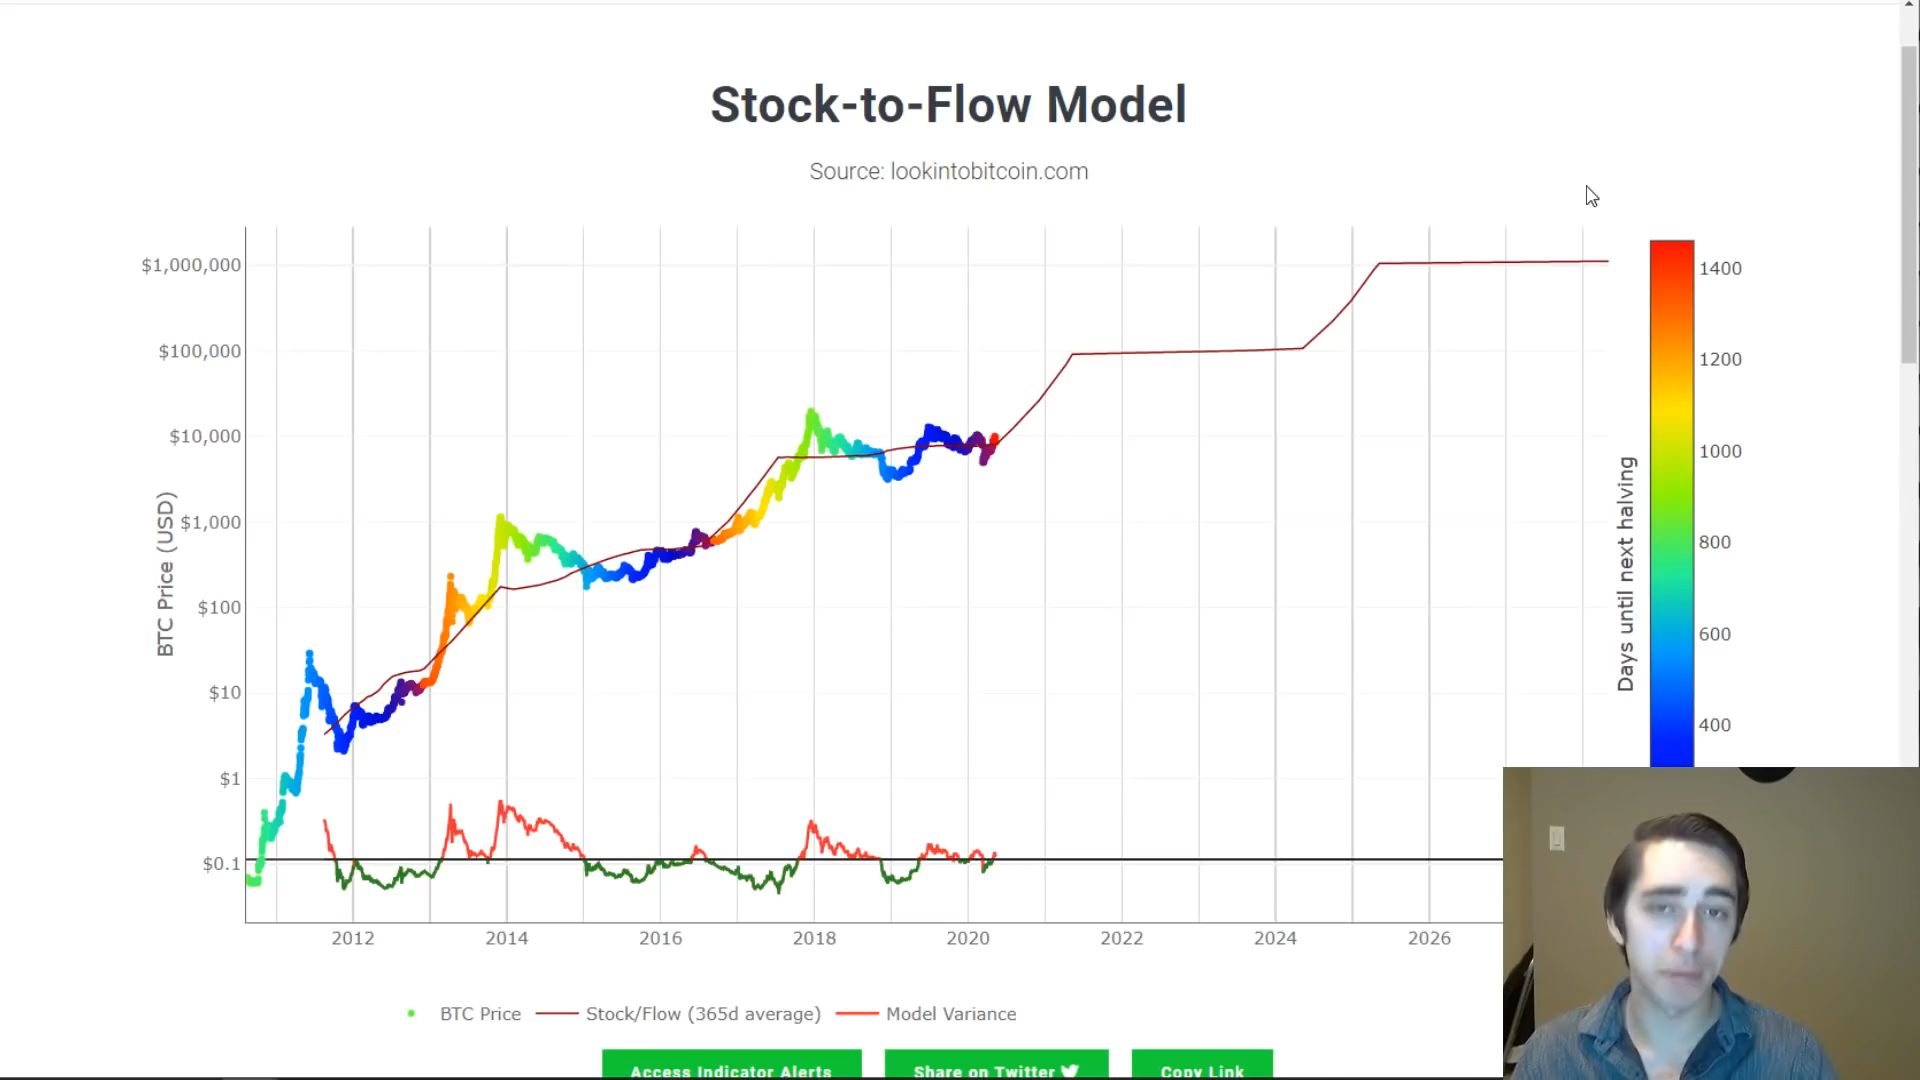 Stock-to-Flow Model
Source: lookintobitcoin.com
$1,000,000
$100,000
$10,000
$1,000
$100
$10
$1
$0.1
BTC Price (USD)
2012
2014
2016
2018
2020
2022
2024
2026
1400
1200
1000
800
600
400
Days until next halving
BTC Price
Stock/Flow (365d average)
Model Variance
Access Indicator Alerts
Share on Twitter
Copy Link